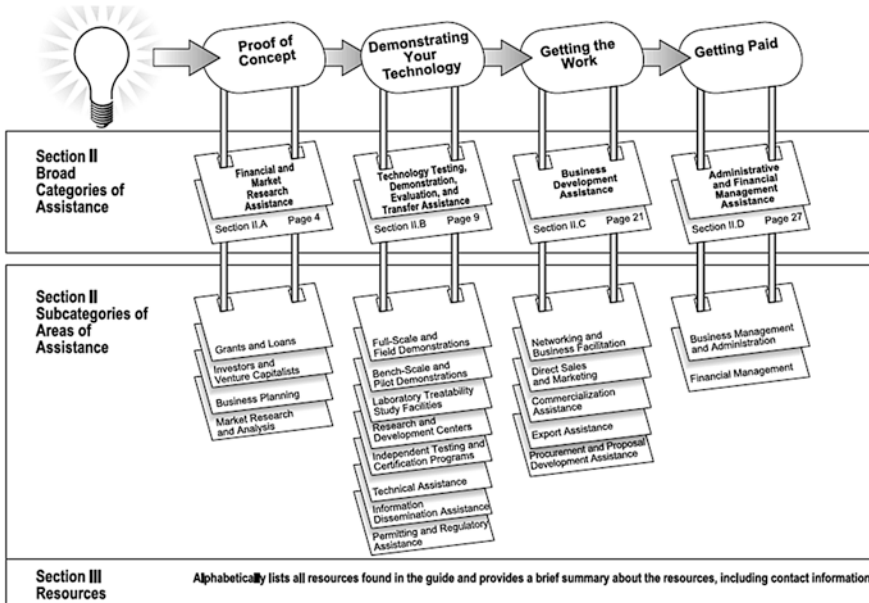 Proof of
Concept
Demonstrating
Your
Technology
Getting the
Work
Getting Paid
Section II
Broad
Categories of
Assistance
Financial and
Market
Research
Assistance
Section II.A Page 4
Technology Testing,
Demonstration,
Evaluation, and
Transfer Assistance
Section II.B Page 9
Business
Development
Assistance
Section II.C Page 21
Administrative
and Financial
Management
Assistance
Section II.D Page 27
Section II
Subcategories of
Areas of
Assistance
Grants and Loans
Investors and
Venture Capitalists
Business Planning
Market Research
and Analysis
Full-Scale and
Field Demonstrations
Bench-Scale and
Pilot Demonstrations
Laboratory Treatability
Study Facilities
Research and
Development Centers
Independent Testing and
Certification Programs
Technical Assistance
Information
Dissemination Assistance
Permitting and Regulatory
Assistance
Networking and
Business Facilitation
Direct Sales
and Marketing
Commercialization
Assistance
Export Assistance
Procurement and Proposal
Development Assistance
Business Management
and Administration
Financial Management
Section III
Resources
Alphabetically lists all resources found in the guide and provides a brief summary about the resources, including contact information